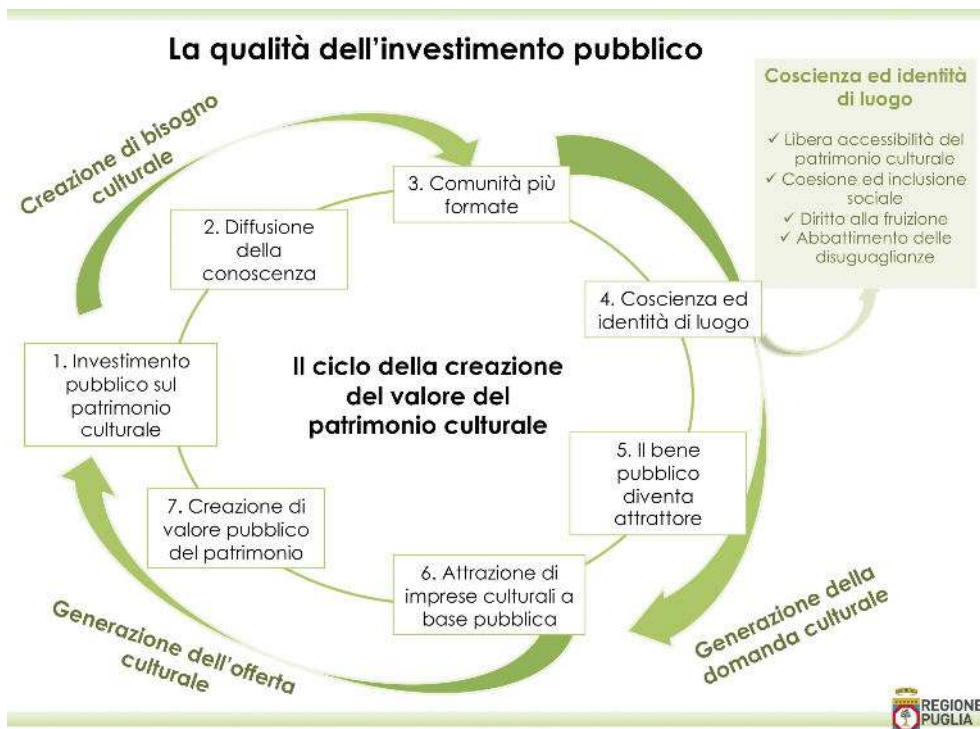 La qualità dell'investimento pubblico
Creazione di bisogno
culturale
Coscienza ed identità
di luogo
✓ Libera accessibilità del
patrimonio culturale
✓ Coesione ed inclusione
sociale
✓ Diritto alla fruizione
✓ Abbattimento delle
disuguaglianze
3. Comunità più
formate
2. Diffusione
della
conoscenza
4. Coscienza ed
identità di luogo
1. Investimento
pubblico sul
patrimonio
culturale
Il ciclo della creazione
del valore del
patrimonio culturale
5. Il bene
pubblico
diventa
attrattore
7. Creazione di
valore pubblico
del patrimonio
6. Attrazione di
imprese culturali a
base pubblica
Generazione dell'offerta
culturale
Generazione della
domanda culturale
REGIONE
PUGLIA